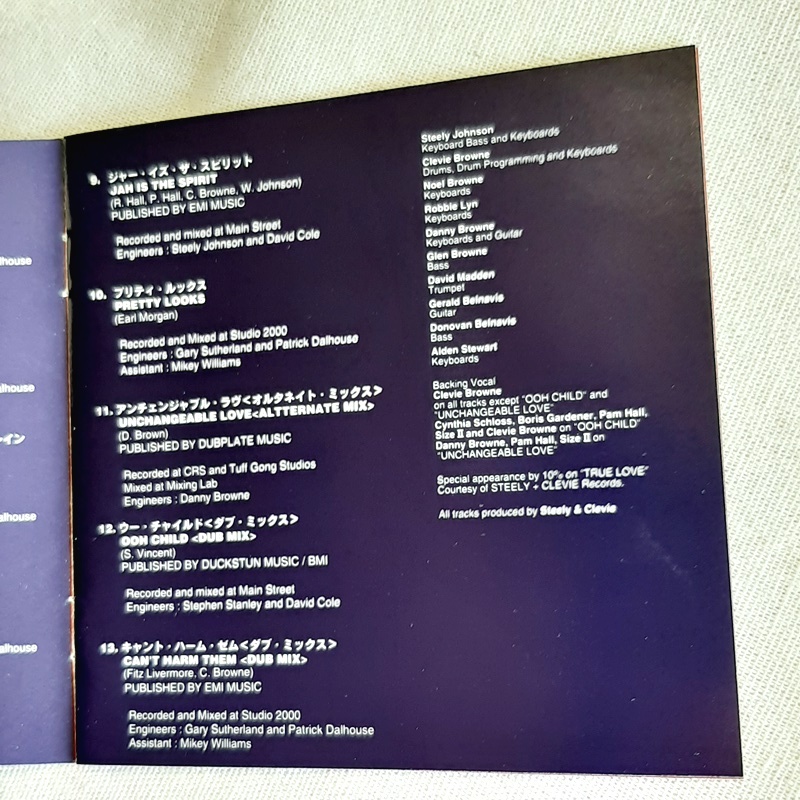 lhouse
lhouse
ーイン
alhouse
alhouse
9. ジャー・イズ・ザ・スピリット
JAH IS THE SPIRIT
(R. Hall, P. Hall, C. Browne, W. Johnson)
PUBLISHED BY EMI MUSIC
Recorded and mixed at Main Street
Engineers : Steely Johnson and David Cole
10. プリティ・ルックス
PRETTY LOOKS
(Earl Morgan)
Recorded and Mixed at Studio 2000
Engineers : Gary Sutherland and Patrick Dalhouse
Assistant : Mikey Williams
11. アンチェンジャブル・ラヴ<オルタネイト・ミックス>
UNCHANGEABLE LOVE<ALTTERNATE MIX>
(D. Brown)
PUBLISHED BY DUBPLATE MUSIC
Recorded at CRS and Tuff Gong Studios
Mixed at Mixing Lab
Engineers : Danny Browne
12. ウー・チャイルド<ダブ・ミックス>
OOH CHILD <DUB MIX>
(S. Vincent)
PUBLISHED BY DUCKSTUN MUSIC / BMI
Recorded and mixed at Main Street
Engineers : Stephen Stanley and David Cole
13. キャント・ハーム・ゼム<ダブ・ミックス>
CAN'T HARM THEM <DUB MIX>
(Fitz Livermore, C. Browne)
PUBLISHED BY EMI MUSIC
Recorded and Mixed at Studio 2000
Engineers : Gary Sutherland and Patrick Dalhouse
Assistant : Mikey Williams
Steely Johnson
Keyboard Bass and Keyboards
Clevie Browne
Drums, Drum Programming and Keyboards
Noel Browne
Keyboards
Robbie Lyn
Keyboards
Danny Browne
Keyboards and Guitar
Glen Browne
Bass
David Madden
Trumpet
Gerald Belnavis
Guitar
Donovan Belnavis
Bass
Alden Stewart
Keyboards
Backing Vocal
Clevie Browne
on all tracks except "OOH CHILD" and
"UNCHANGEABLE LOVE"
Cynthia Schloss, Boris Gardener, Pam Hall,
Size II and Clevie Browne on "OOH CHILD"
Danny Browne, Pam Hall, Size II on
"UNCHANGEABLE LOVE"
Special appearance by 10% on "TRUE LOVE"
Courtesy of STEELY + CLEVIE Records.
All tracks produced by Steely & Clevie